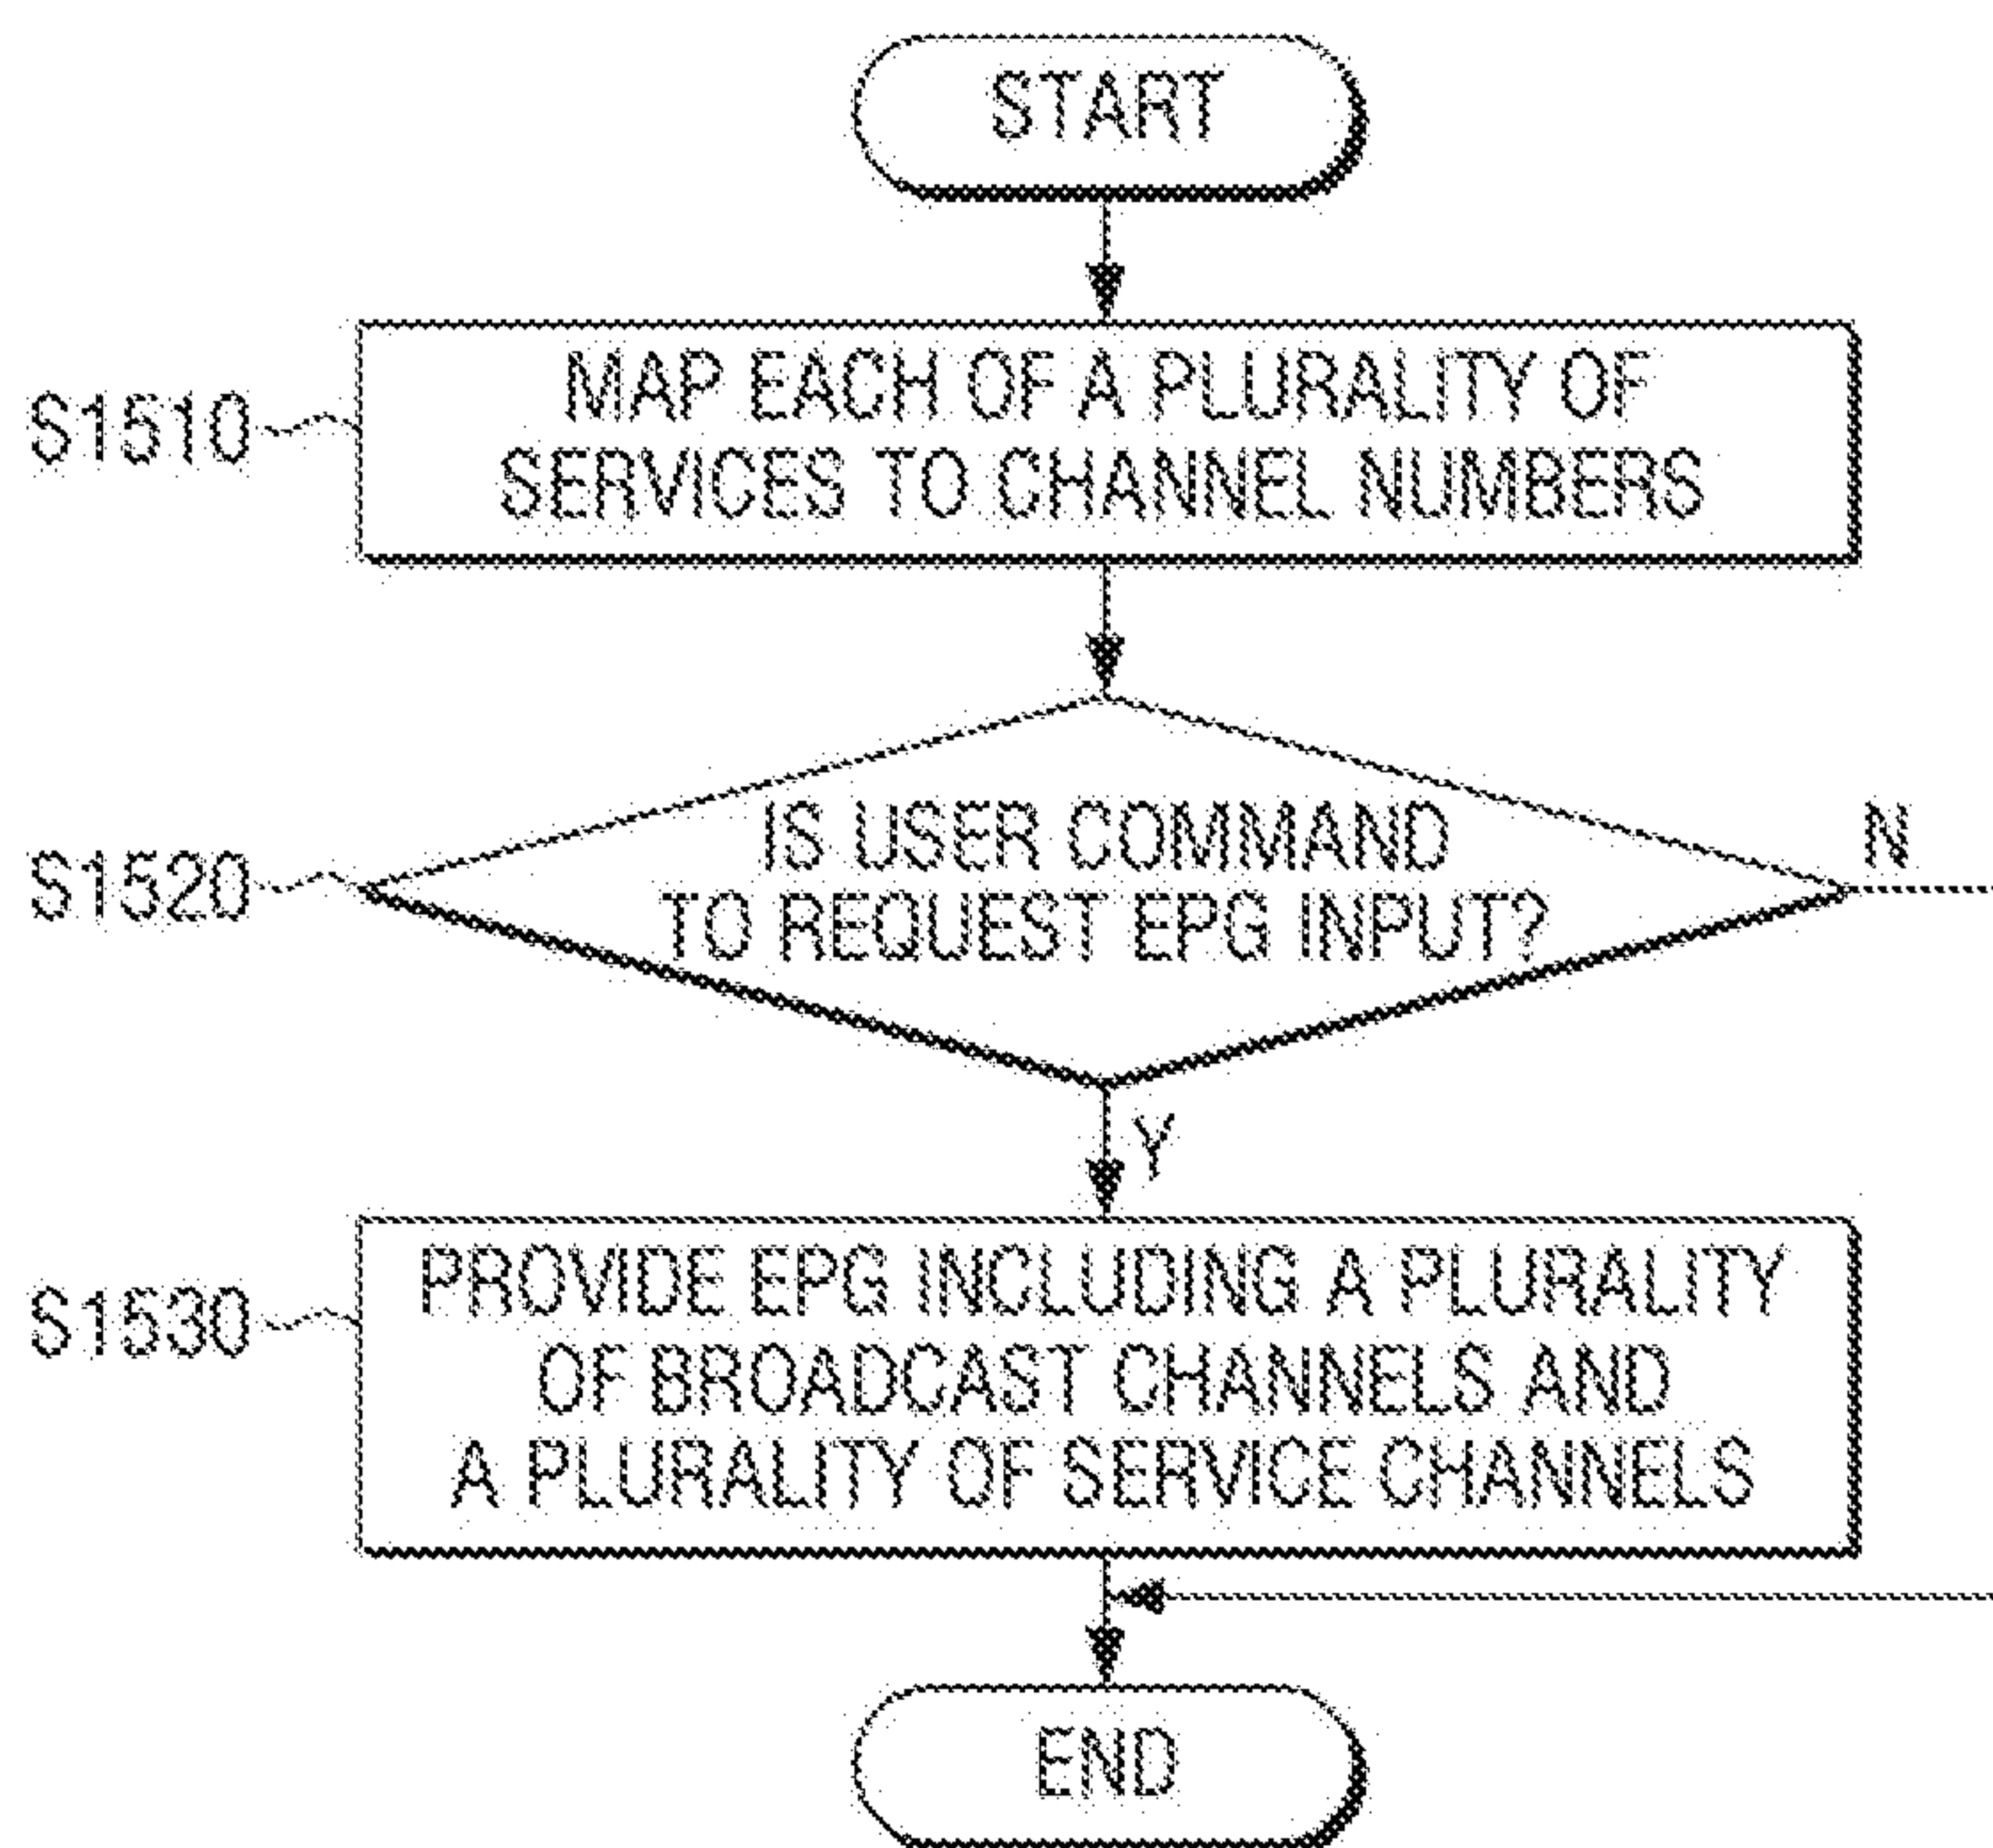 START
S1510
MAP EACH OF A PLURALITY OF
SERVICES TO CHANNEL NUMBERS
S1520
IS USER COMMAND
TO REQUEST EPG INPUT?
N
Y
S1530
PROVIDE EPG INCLUDING A PLURALITY
OF BROADCAST CHANNELS AND
A PLURALITY OF SERVICE CHANNELS
END